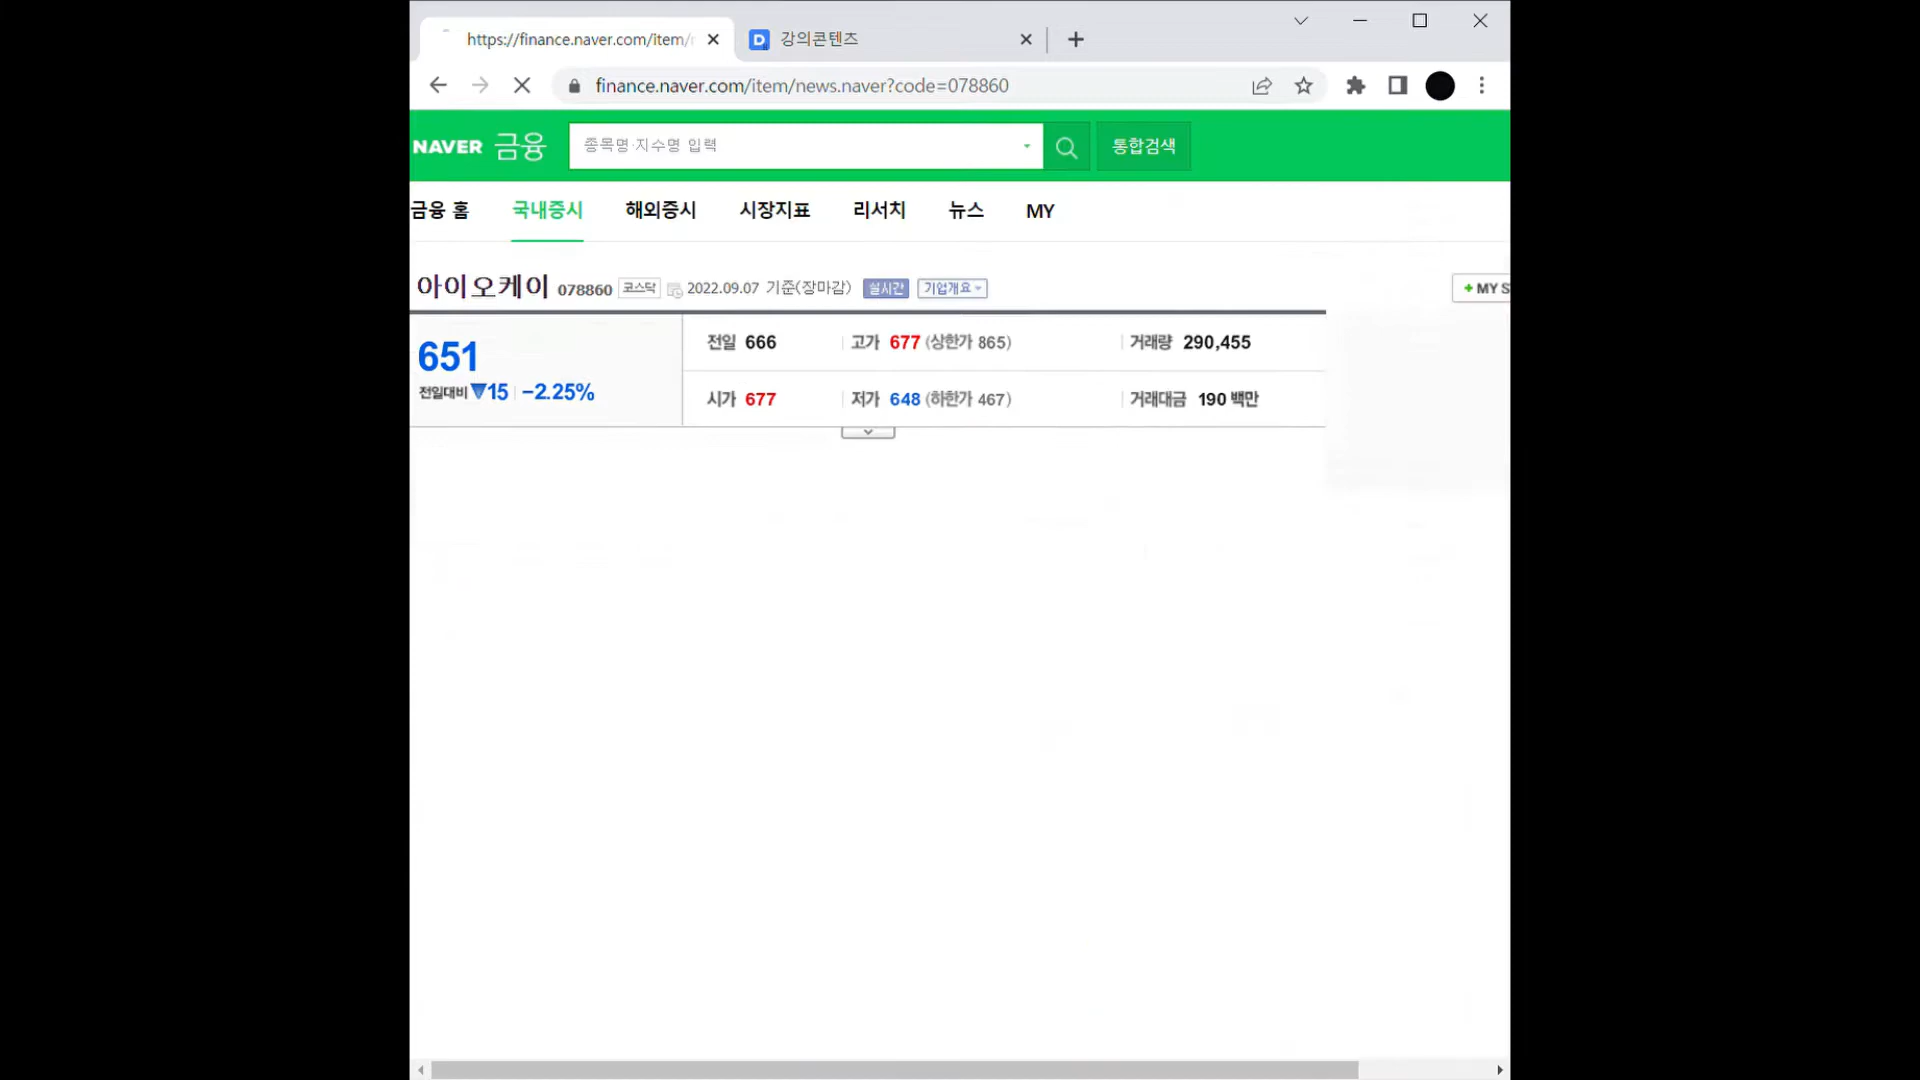 https://finance.naver.com/item/
강의콘텐츠
finance.naver.com/item/news.naver?code=078860
NAVER 금융
종목명·지수명 입력
통합검색
금융 홈 국내증시 해외증시 시장지표 리서치 뉴스 MY
아이오케이 078860 코스닥 2022.09.07 기준(장마감) 실시간 기업개요
+ MY S
651
전일대비 ▼15 | −2.25%
전일 666 고가 677 (상한가 865) 거래량 290,455
시가 677 저가 648 (하한가 467) 거래대금 190 백만